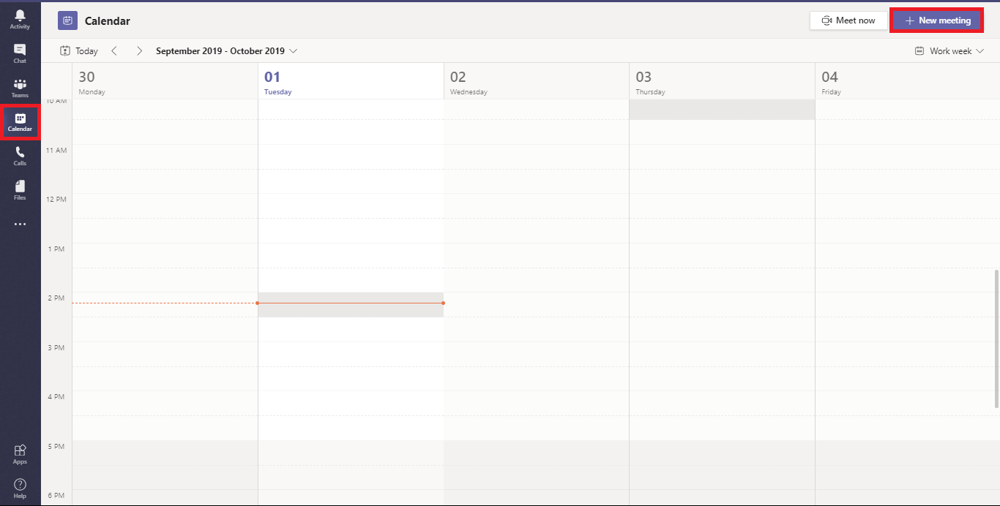 Activity
Chat
Teams
Calendar
Calls
Files
Apps
Help
Calendar
Meet now
New meeting
Today
September 2019 - October 2019
Work week
30
Monday
01
Tuesday
02
Wednesday
03
Thursday
04
Friday
10 AM
11 AM
12 PM
1 PM
2 PM
3 PM
4 PM
5 PM
6 PM